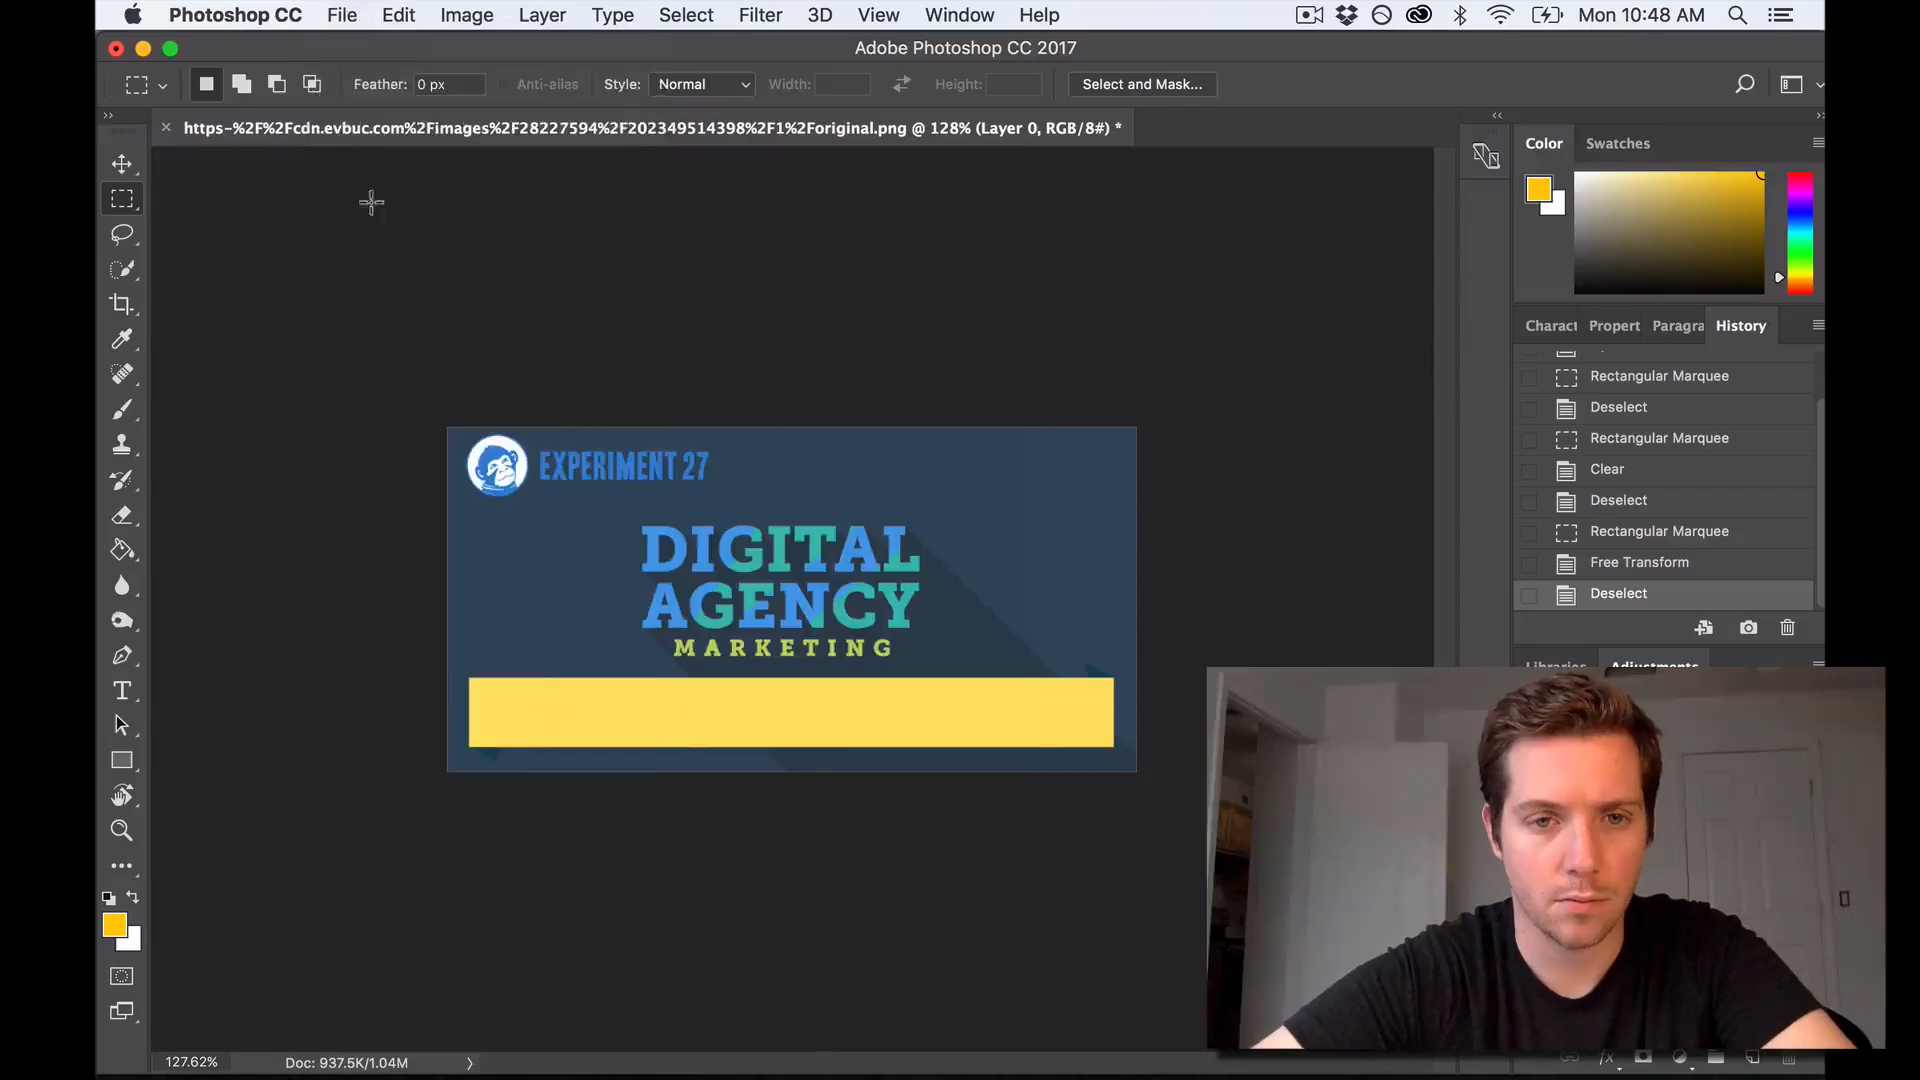 Photoshop CC File Edit Image Layer Type Select Filter 3D View Window Help Mon 10:48 AM
Adobe Photoshop CC 2017
Feather: 0 px Anti-alias Style: Normal Width: Height: Select and Mask...
https-%2F%2Fcdn.evbuc.com%2Fimages%2F28227594%2F202349514398%2F1%2Foriginal.png @ 128% (Layer 0, RGB/8#) *
Color Swatches
Charact Propert Paragra History
Rectangular Marquee
Deselect
Rectangular Marquee
Clear
Deselect
Rectangular Marquee
Free Transform
Deselect
Libraries Adjustments
EXPERIMENT 27
DIGITAL
AGENCY
MARKETING
127.62% Doc: 937.5K/1.04M
fx